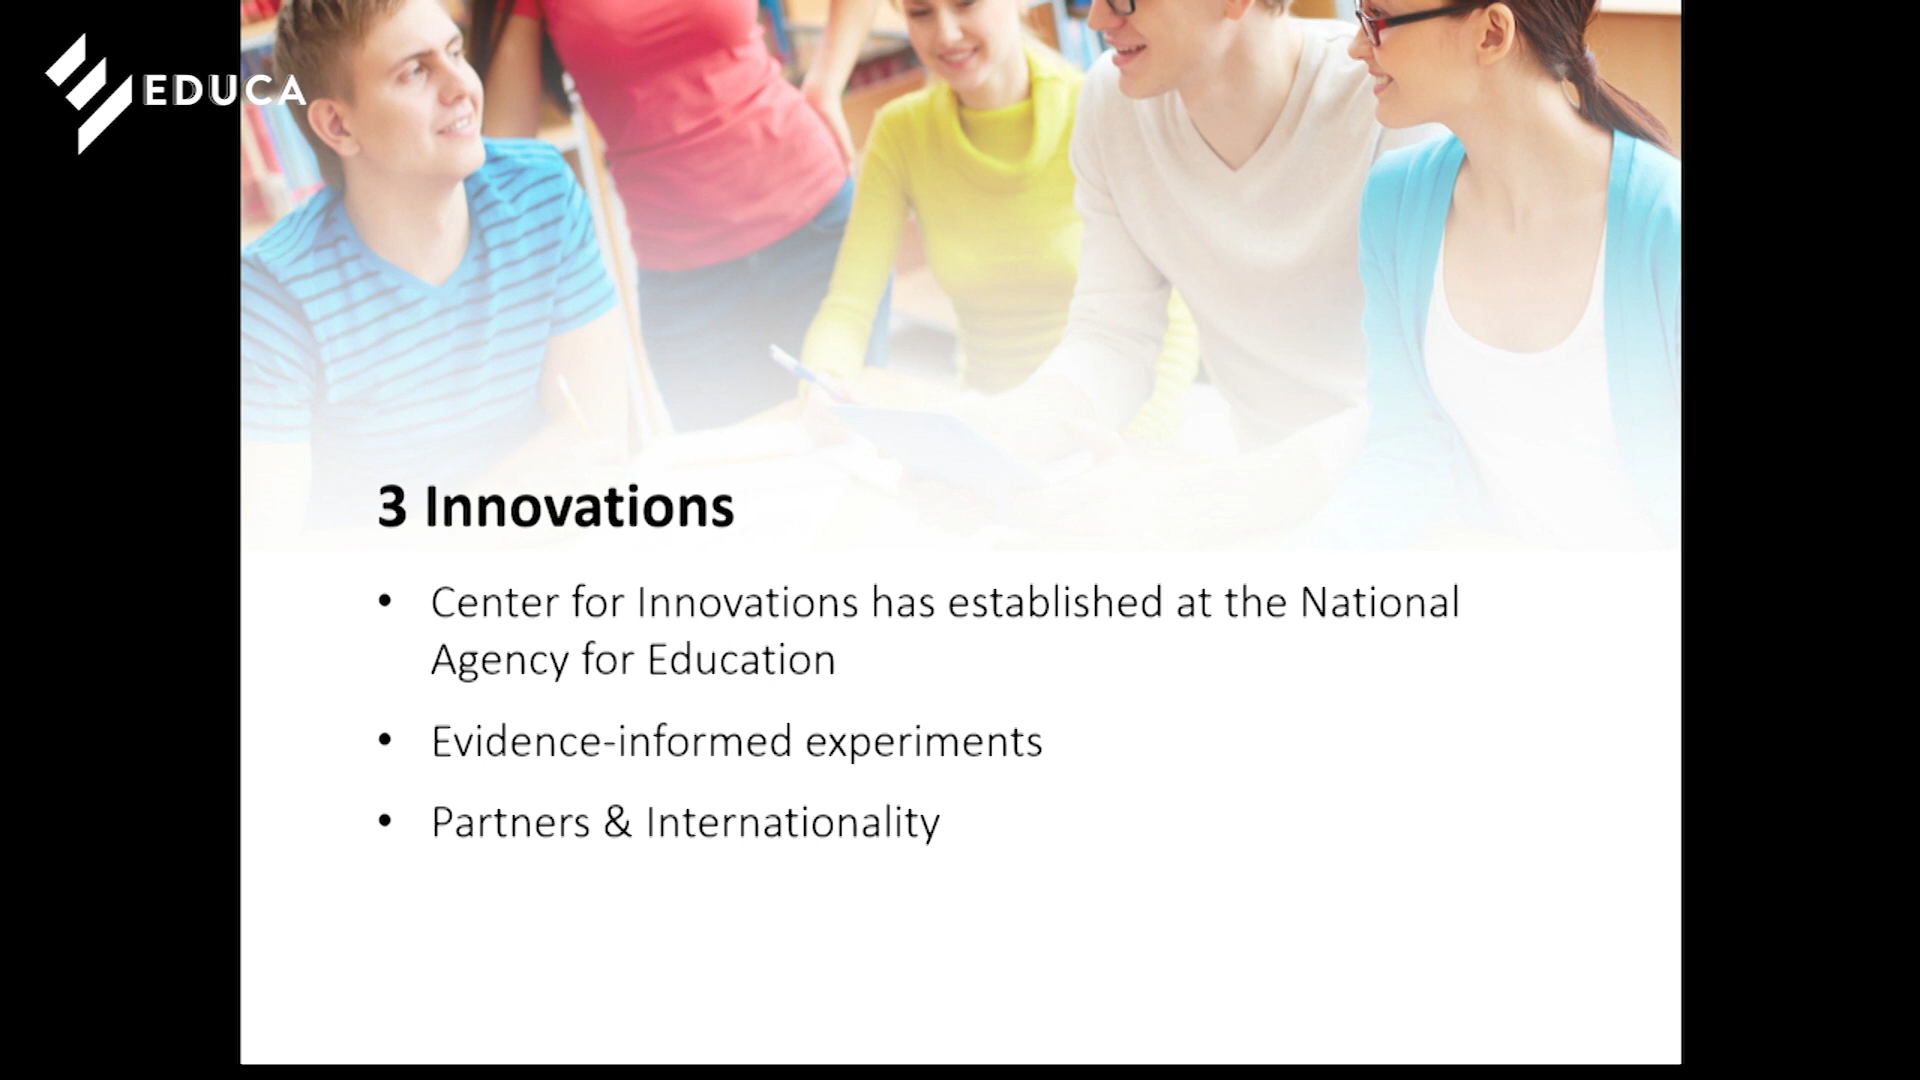 EDUCA
3 Innovations
• Center for Innovations has established at the National
Agency for Education
• Evidence-informed experiments
• Partners & Internationality